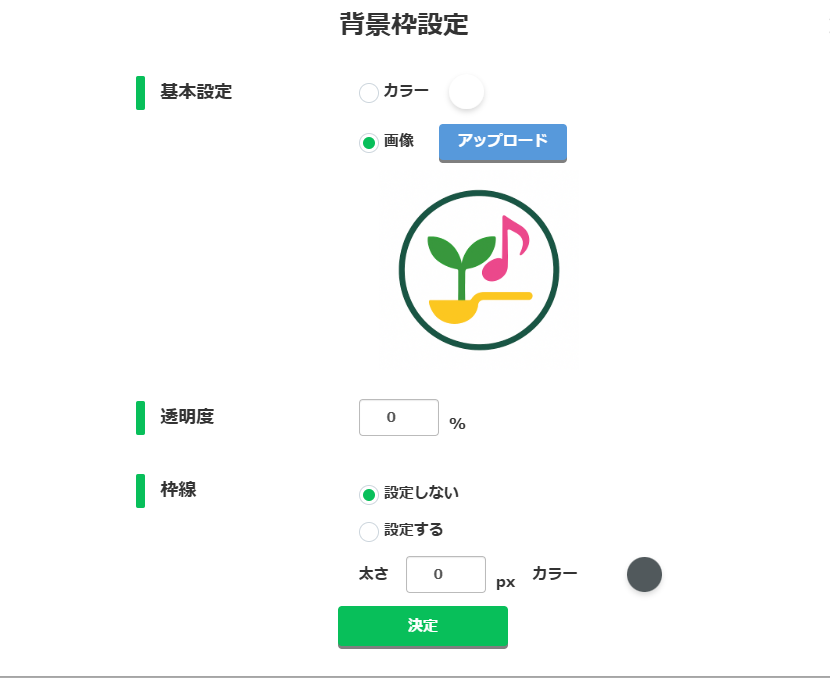 背景枠設定
基本設定
カラー
画像
アップロード
透明度
0
%
枠線
設定しない
設定する
太さ
0
px
カラー
決定